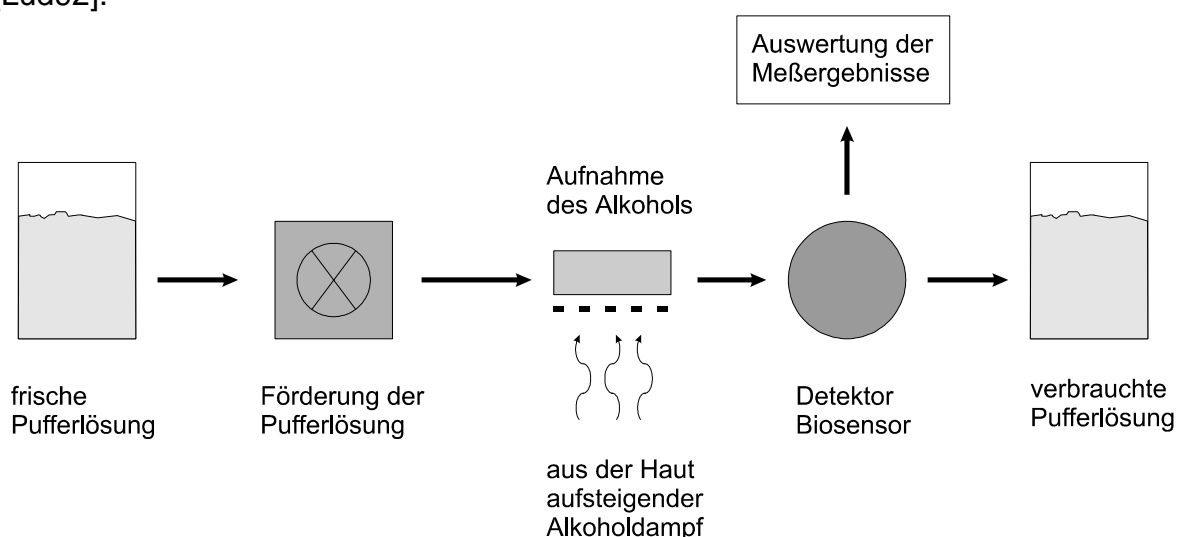 Auswertung der
Meßergebnisse
Aufnahme
des Alkohols
frische
Pufferlösung
Förderung der
Pufferlösung
Detektor
Biosensor
verbrauchte
Pufferlösung
aus der Haut
aufsteigender
Alkoholdampf